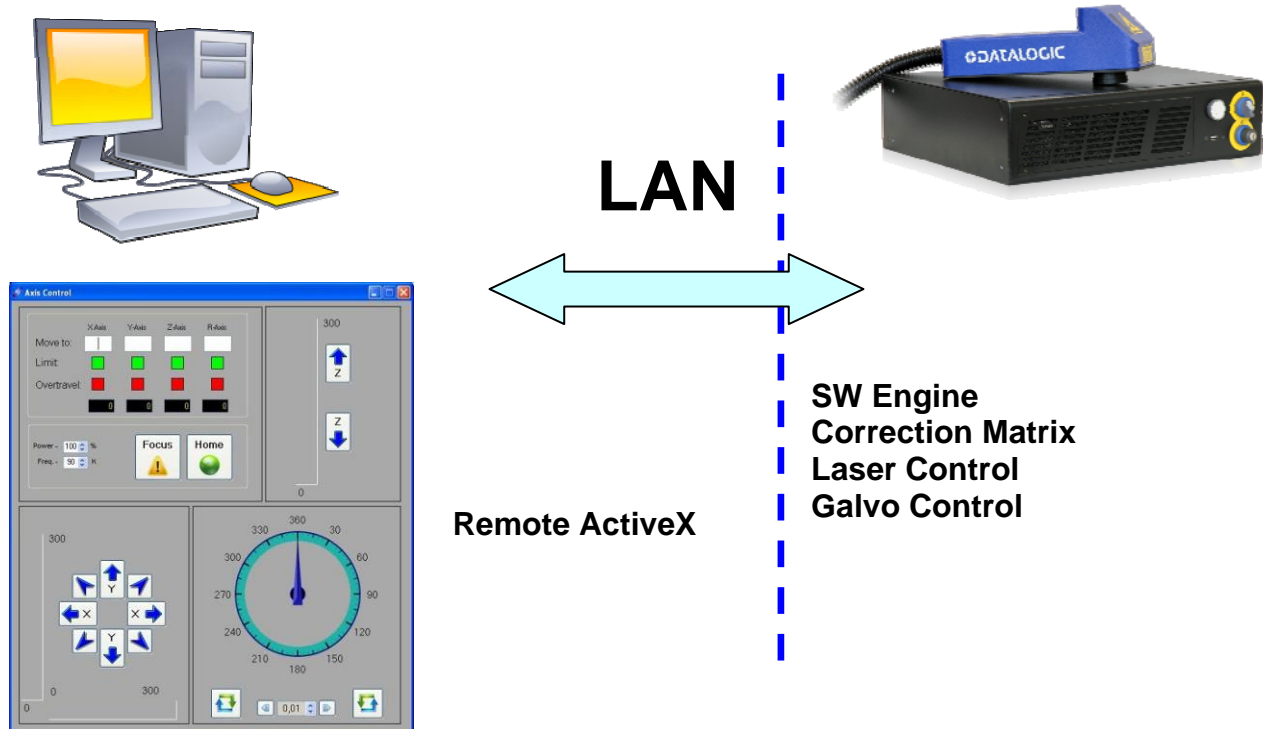 DATALOGIC
LAN
Axis Control
X-Axis Y-Axis Z-Axis R-Axis
Move to:
Limit:
Overtravel:
0 0 0 0
Power - 100 %
Freq. - 90 K
Focus
Home
300
Z
Z
0
300
Y
X X
Y
0 300
0
360
330 30
300 60
270 90
240 120
210 150
180
0,01
Remote ActiveX
SW Engine
Correction Matrix
Laser Control
Galvo Control